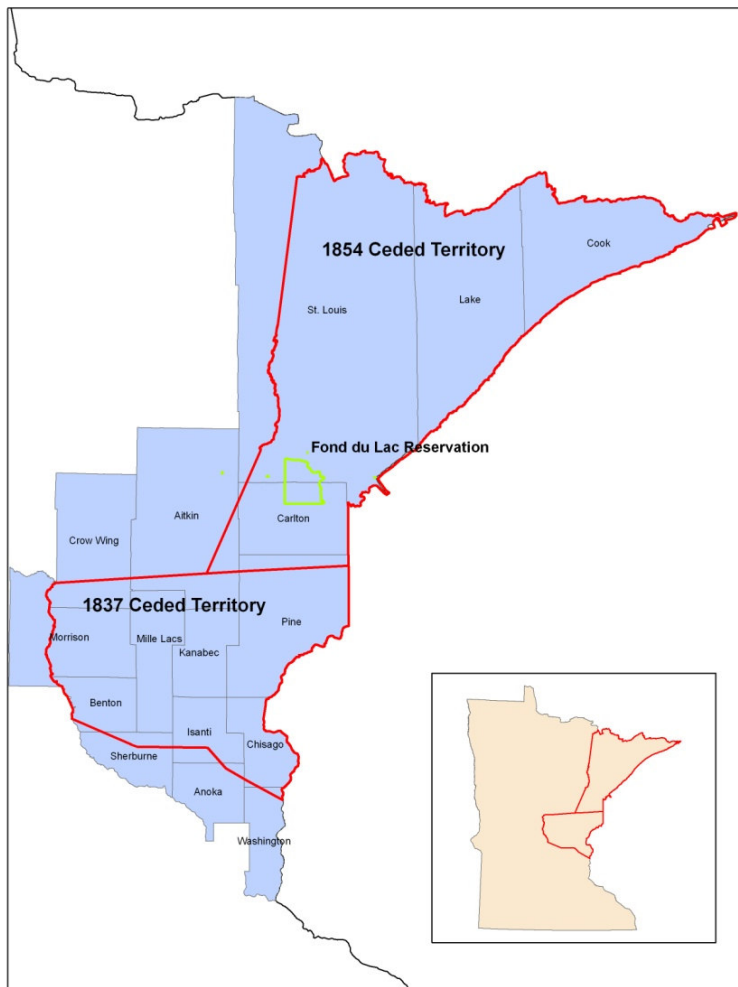 1854 Ceded Territory
Cook
Lake
St. Louis
Fond du Lac Reservation
Aitkin
Carlton
Crow Wing
1837 Ceded Territory
Pine
Morrison
Mille Lacs
Kanabec
Benton
Isanti
Chisago
Sherburne
Anoka
Washington